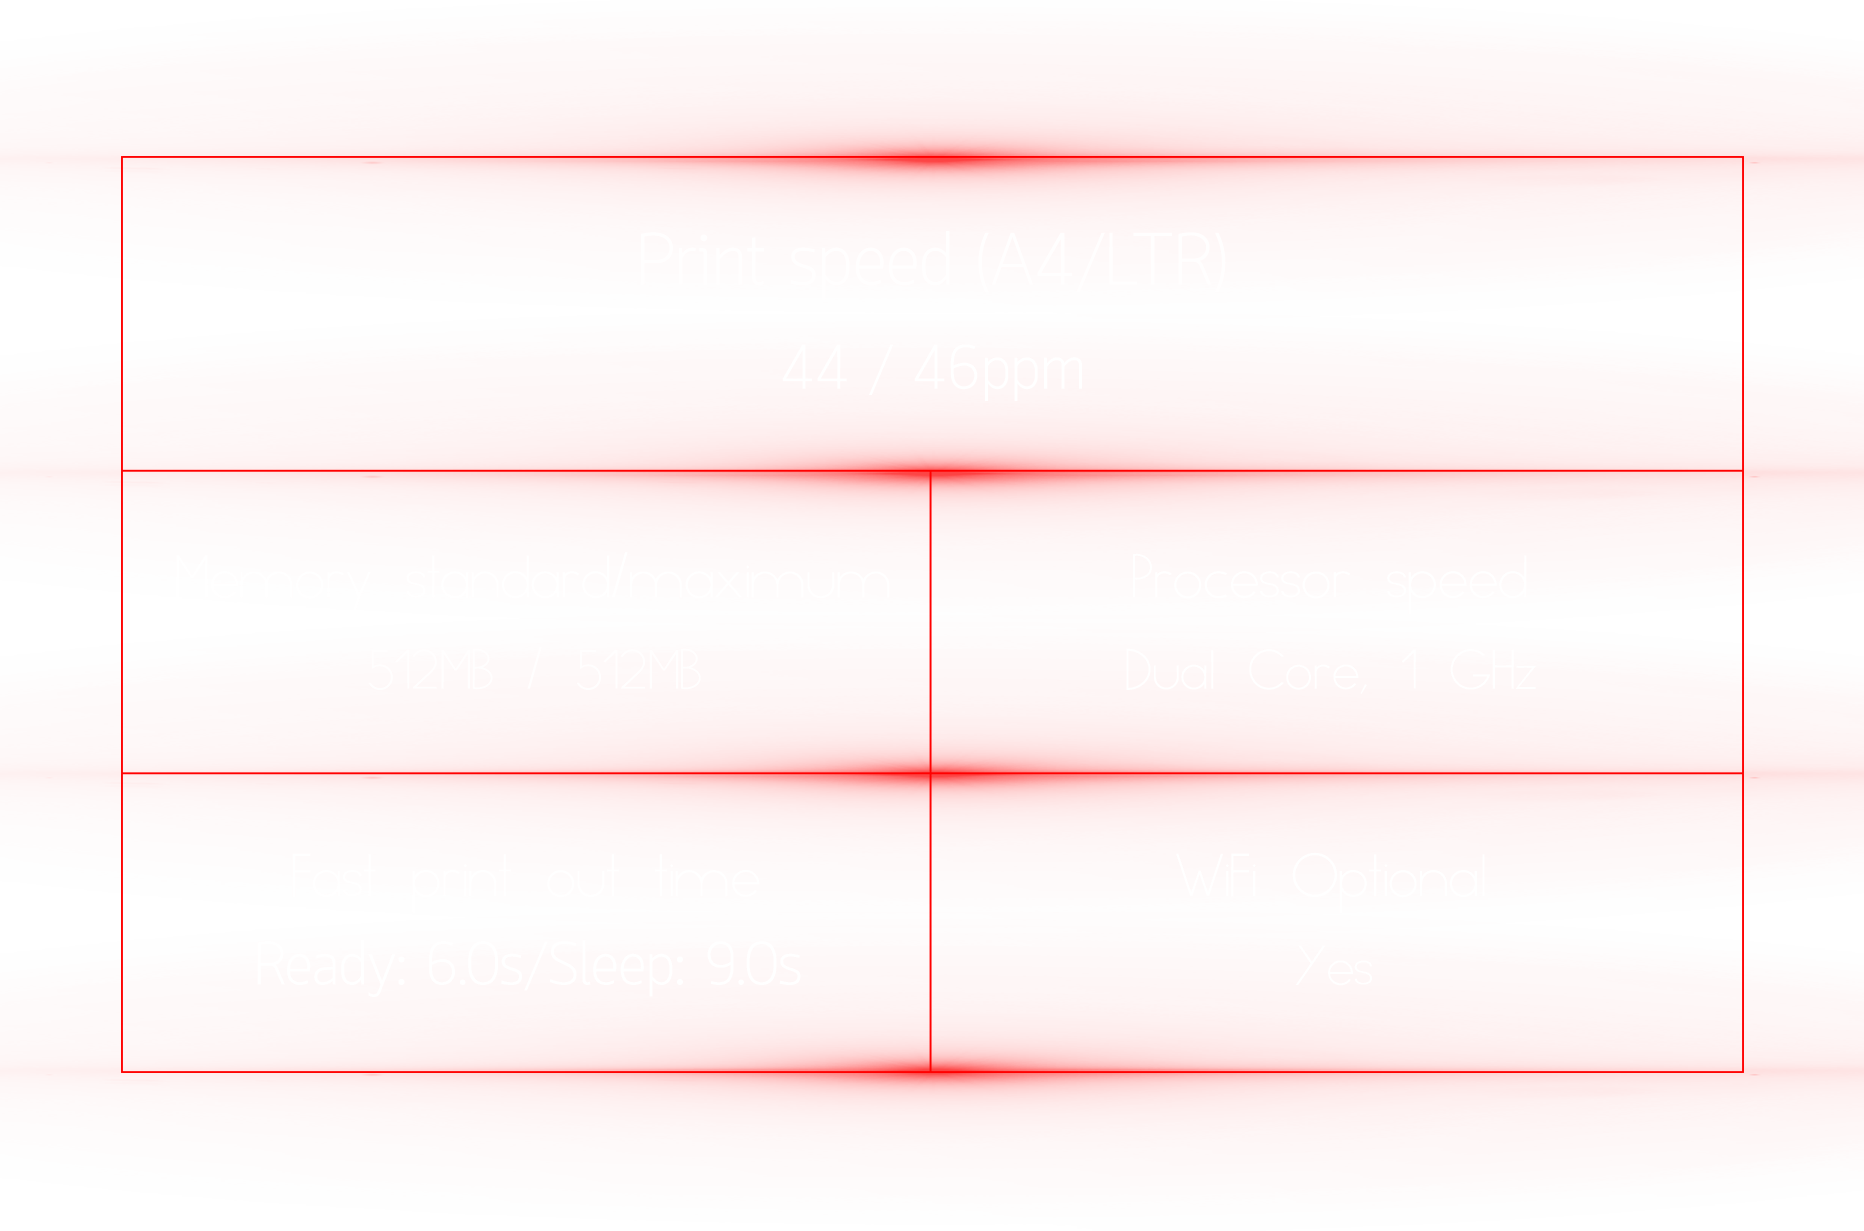 Print speed (A4/LTR)
44 / 46ppm
Memory standard/maximum
512MB / 512MB
Processor speed
Dual Core, 1 GHz
Fast print out time
Ready: 6.0s/Sleep: 9.0s
WiFi Optional
Yes